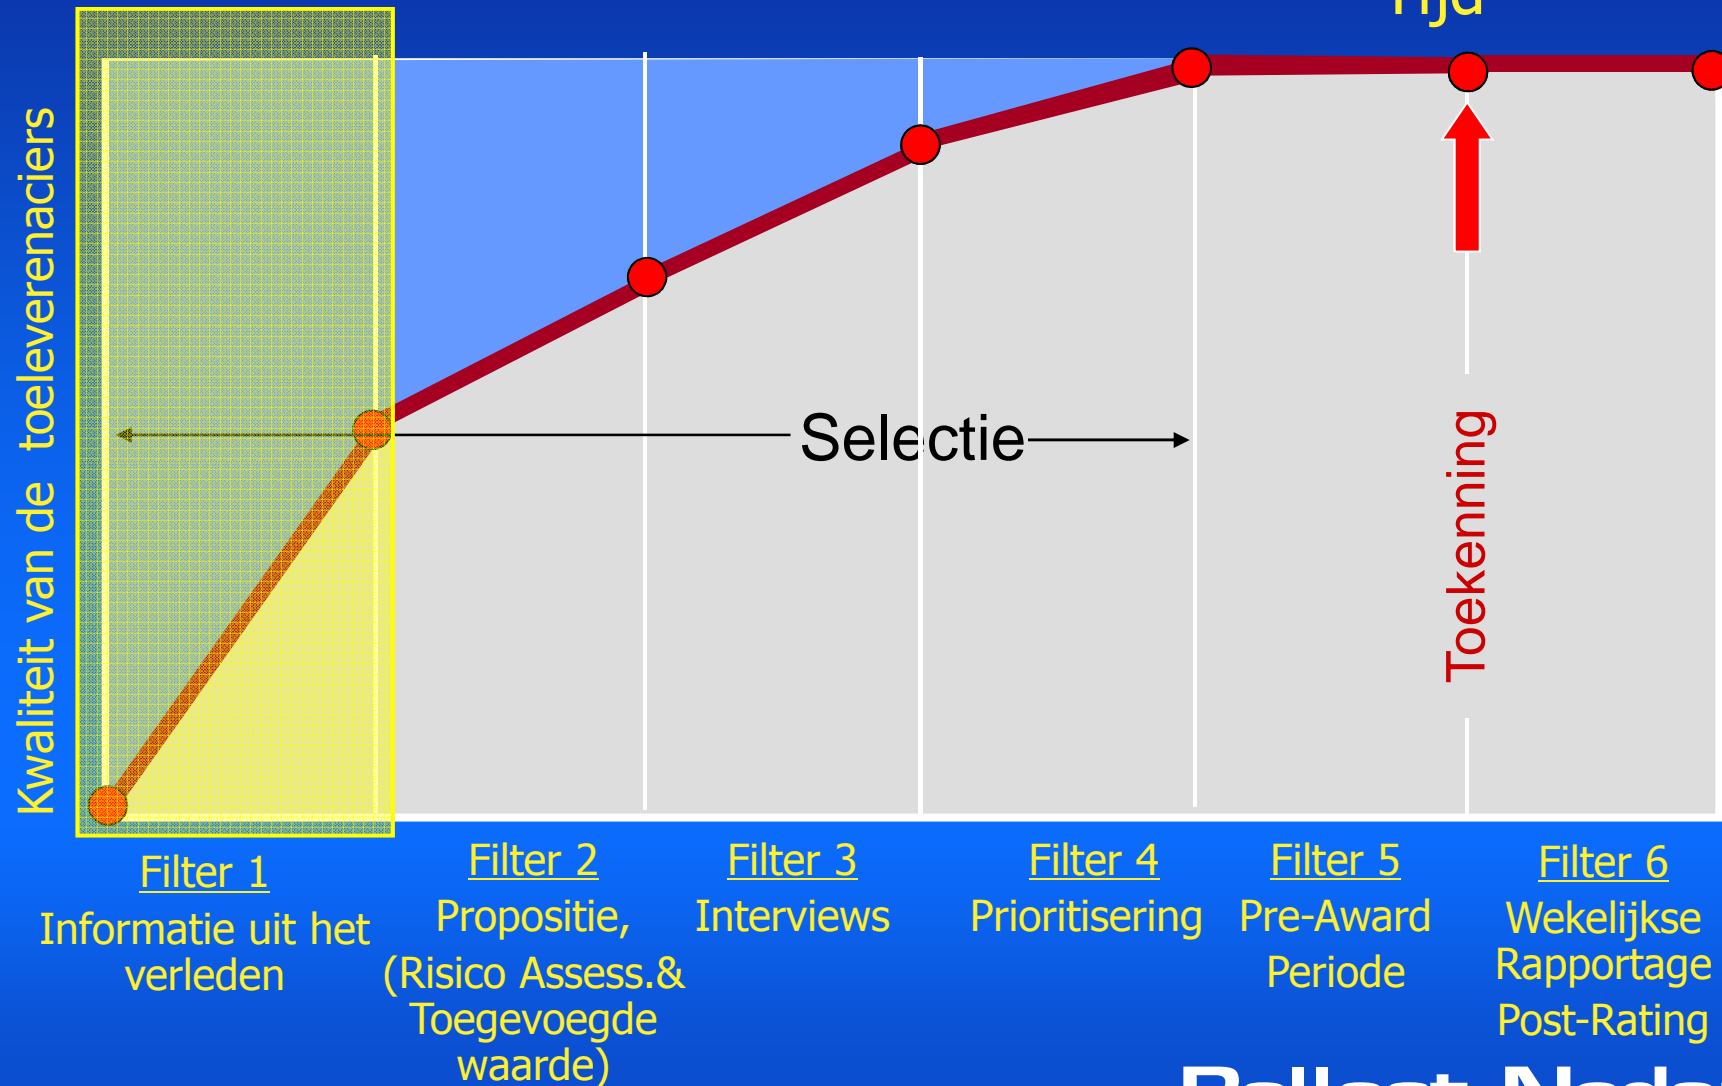 Tijd
Kwaliteit van de toeleverenaciers
Selectie
Toekenning
Filter 1
Informatie uit het
verleden
Filter 2
Propositie,
(Risico Assess.&
Toegevoegde
waarde)
Filter 3
Interviews
Filter 4
Prioritisering
Filter 5
Pre-Award
Periode
Filter 6
Wekelijkse
Rapportage
Post-Rating